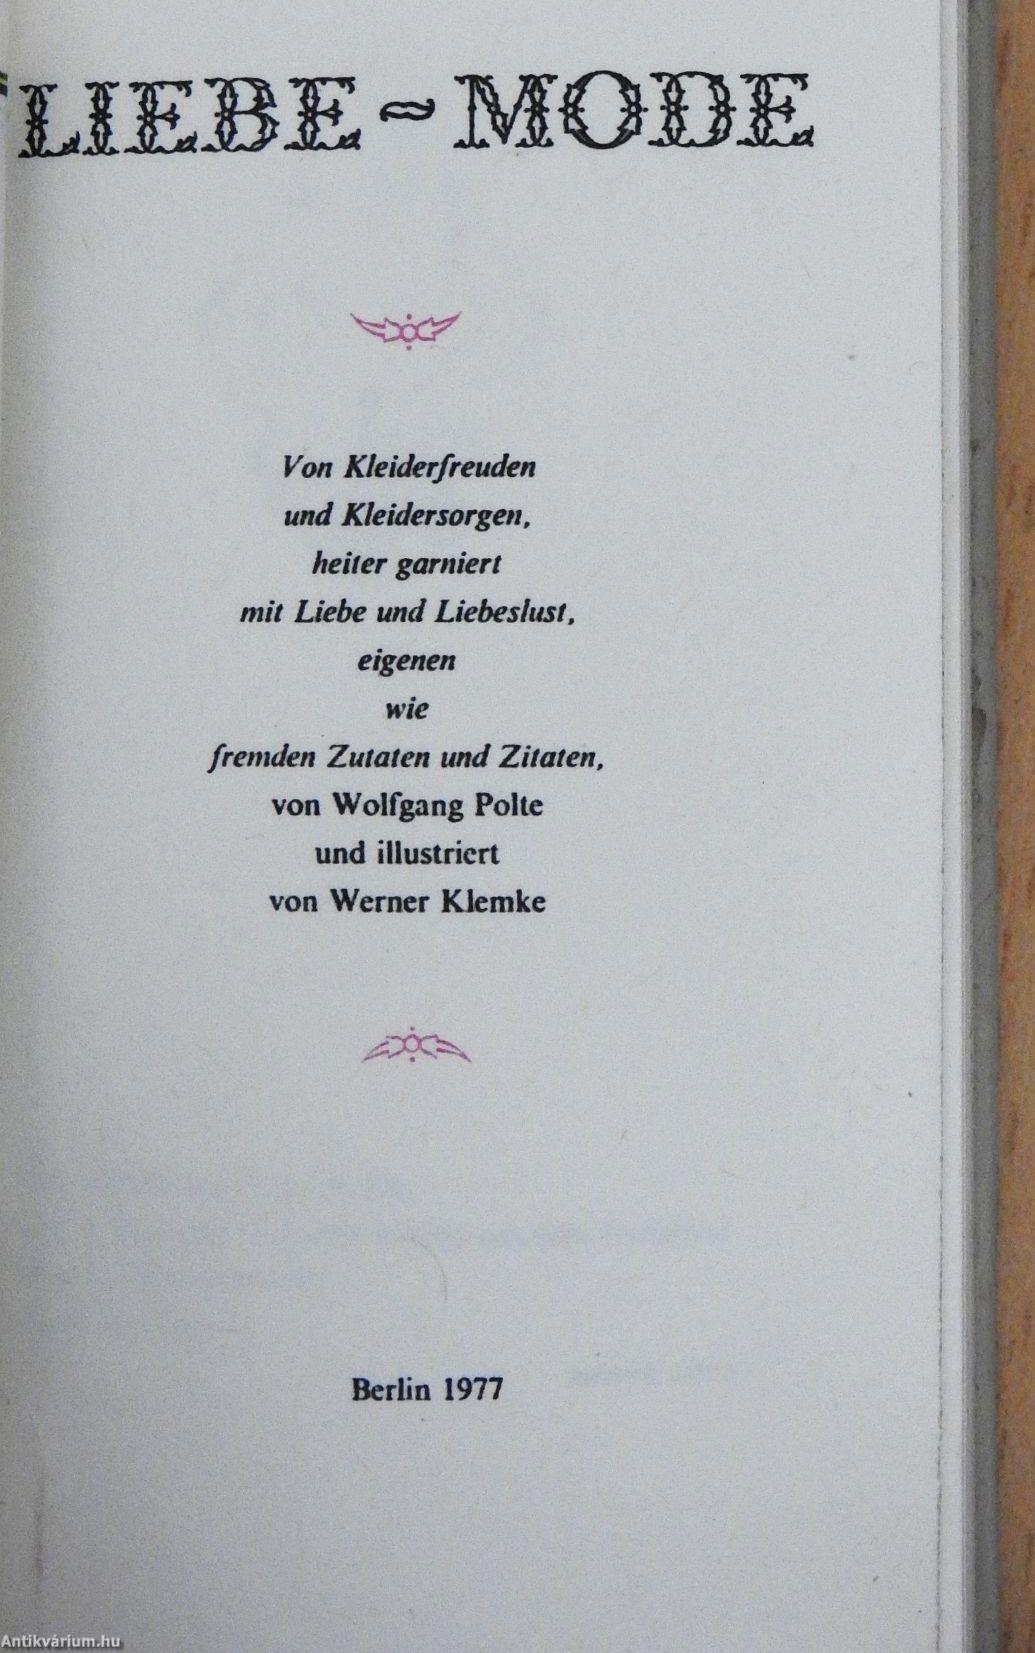 LIEBE ~ MODE
Von Kleiderfreuden
und Kleidersorgen,
heiter garniert
mit Liebe und Liebeslust,
eigenen
wie
fremden Zutaten und Zitaten,
von Wolfgang Polte
und illustriert
von Werner Klemke
Berlin 1977
Antikvárium.hu